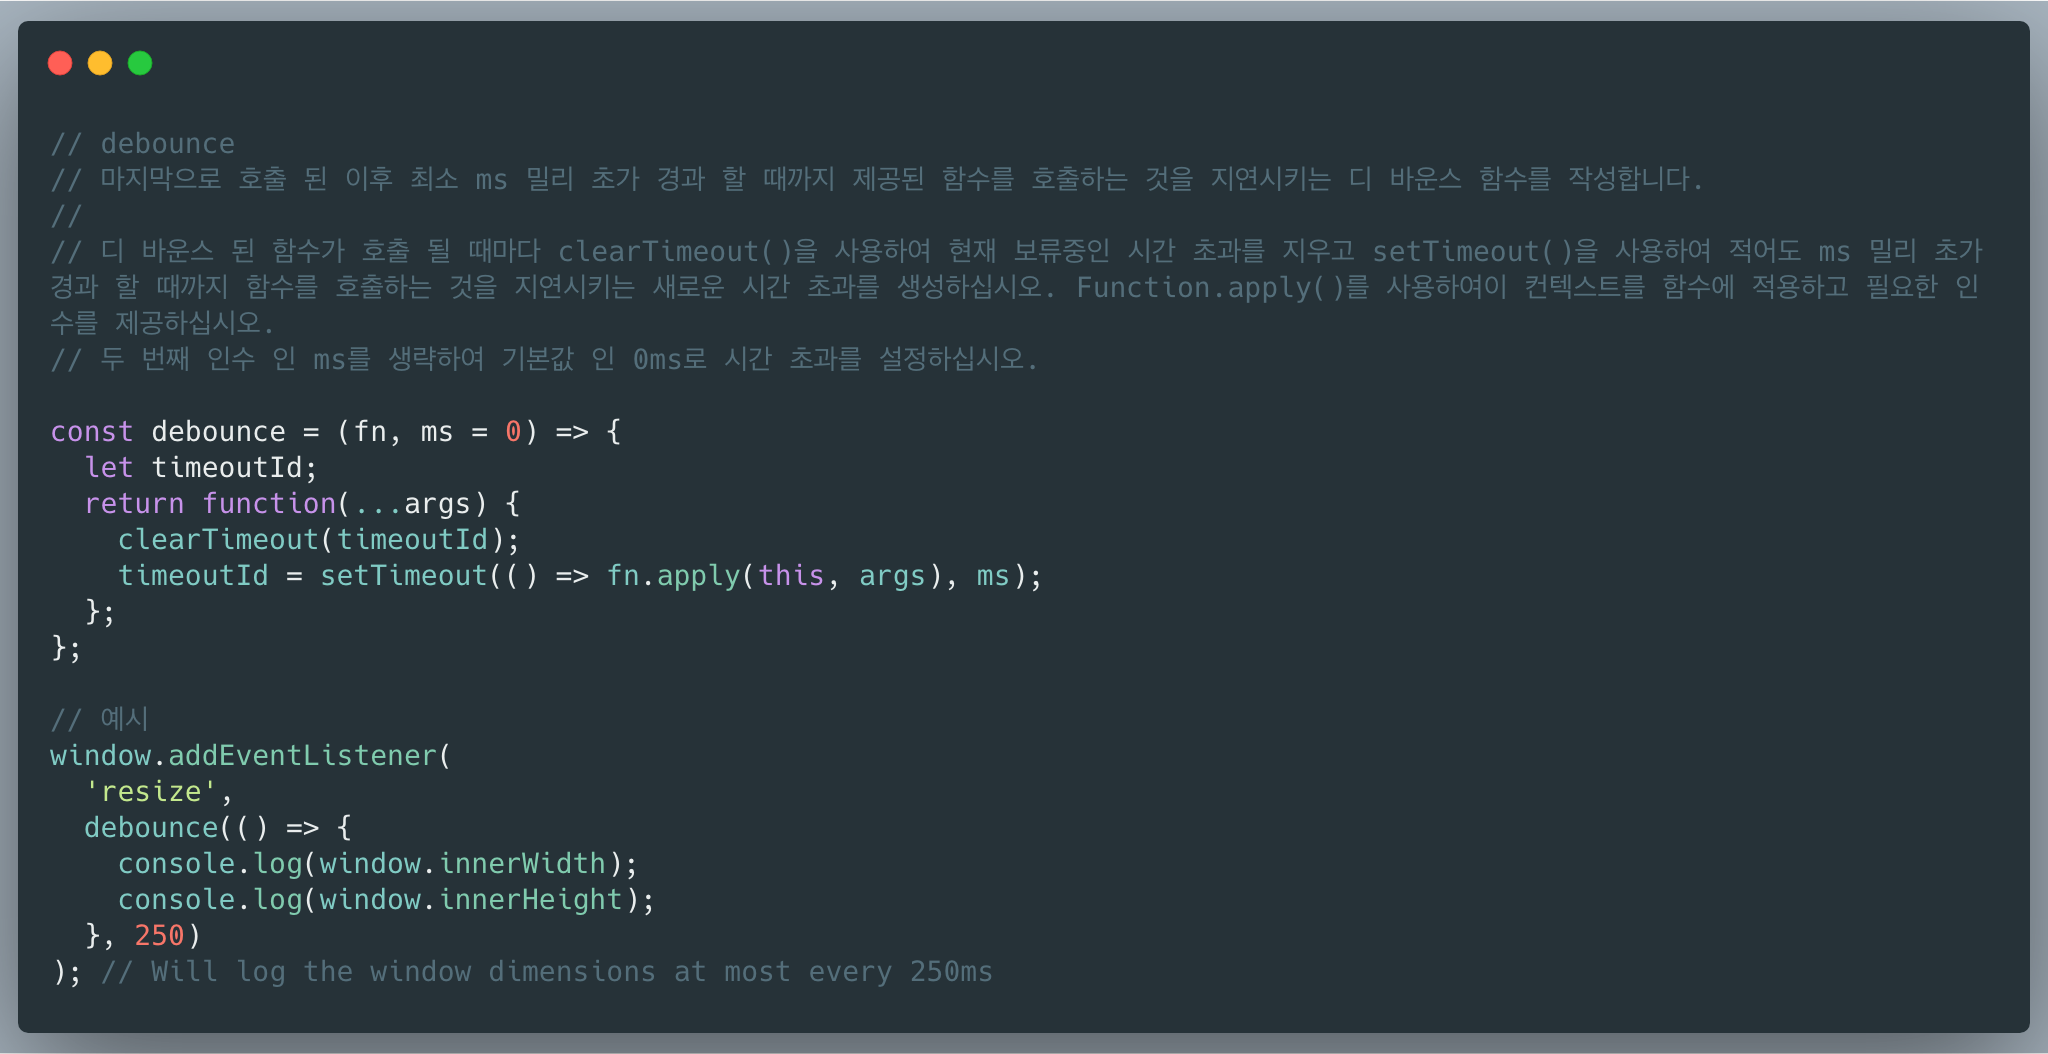 // debounce
// 마지막으로 호출 된 이후 최소 ms 밀리 초가 경과 할 때까지 제공된 함수를 호출하는 것을 지연시키는 디 바운스 함수를 작성합니다.
//
// 디 바운스 된 함수가 호출 될 때마다 clearTimeout()을 사용하여 현재 보류중인 시간 초과를 지우고 setTimeout()을 사용하여 적어도 ms 밀리 초가
경과 할 때까지 함수를 호출하는 것을 지연시키는 새로운 시간 초과를 생성하십시오. Function.apply()를 사용하여이 컨텍스트를 함수에 적용하고 필요한 인
수를 제공하십시오.
// 두 번째 인수 인 ms를 생략하여 기본값 인 0ms로 시간 초과를 설정하십시오.

const debounce = (fn, ms = 0) => {
  let timeoutId;
  return function(...args) {
    clearTimeout(timeoutId);
    timeoutId = setTimeout(() => fn.apply(this, args), ms);
  };
};

// 예시
window.addEventListener(
  'resize',
  debounce(() => {
    console.log(window.innerWidth);
    console.log(window.innerHeight);
  }, 250)
); // Will log the window dimensions at most every 250ms